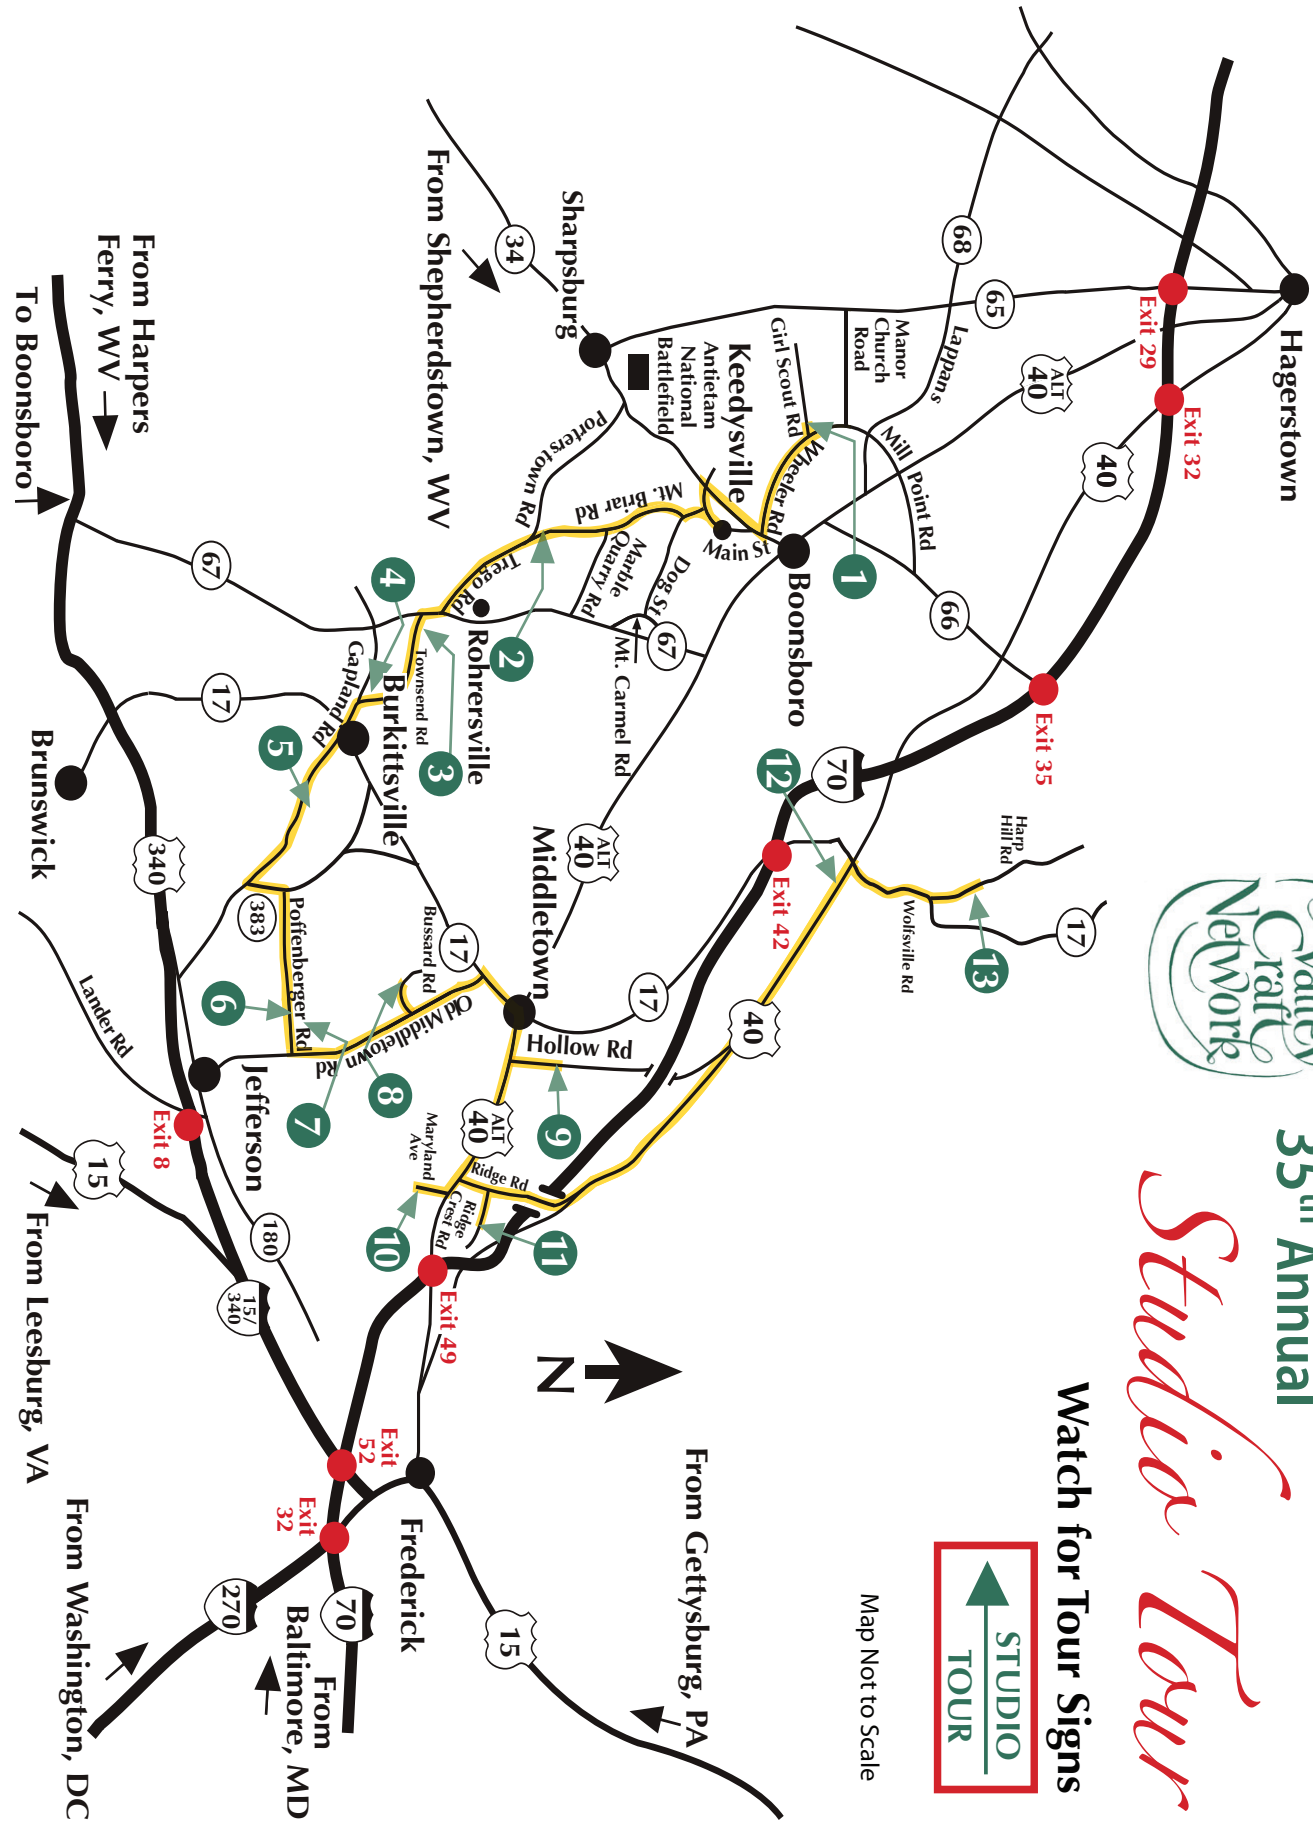 Valley
Craft
Network
35th Annual
Studio Tour
Watch for Tour Signs
STUDIO
TOUR
Map Not to Scale
Hagerstown
Exit 29
Exit 32
40
ALT
40
65
68
Lappans
Manor
Church
Road
Girl Scout Rd
Wheeler Rd
Mill Point Rd
1
66
Exit 35
70
Boonsboro
Keedysville
Main St
Antietam
National
Battlefield
Sharpsburg
34
From Shepherdstown, WV
Porterstown Rd
Mt. Briar Rd
Dog St
Marble
Quarry Rd
Trego Rd
67
Mt. Carmel Rd
2
Rohrersville
Townsend Rd
3
4
67
Gapland Rd
Burkittsville
5
17
Brunswick
From Harpers
Ferry, WV
To Boonsboro
340
383
Poffenberger Rd
6
8
7
Old Middletown Rd
Bussard Rd
17
Middletown
ALT
40
12
Exit 42
Harp
Hill Rd
Wolfsville Rd
13
17
17
40
Hollow Rd
9
ALT
40
Maryland
Ave
10
Ridge Rd
Ridge
Crest Rd
11
Exit 49
Jefferson
Lander Rd
Exit 8
180
15
15/
340
From Leesburg, VA
N
Exit
52
Exit
32
Frederick
15
From Gettysburg, PA
70
From
Baltimore, MD
270
From Washington, DC